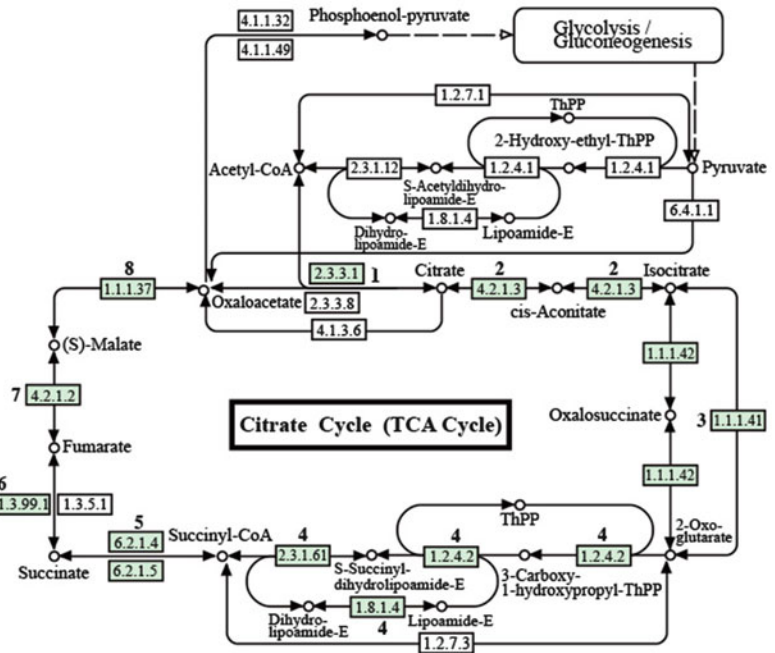 4.1.1.32
Phosphoenol-pyruvate
4.1.1.49
Glycolysis /
Gluconeogenesis
1.2.7.1
ThPP
2-Hydroxy-ethyl-ThPP
Acetyl-CoA
2.3.1.12
1.2.4.1
1.2.4.1
Pyruvate
S-Acetyldihydro-
lipoamide-E
1.8.1.4
Dihydro-
lipoamide-E
Lipoamide-E
6.4.1.1
8
1.1.1.37
2.3.3.1
1
Citrate
2
4.2.1.3
2
4.2.1.3
Isocitrate
Oxaloacetate
2.3.3.8
cis-Aconitate
4.1.3.6
(S)-Malate
1.1.1.42
7
4.2.1.2
Citrate Cycle (TCA Cycle)
Oxalosuccinate
3
1.1.1.41
Fumarate
1.1.1.42
6
1.3.99.1
1.3.5.1
ThPP
5
6.2.1.4
Succinyl-CoA
4
2.3.1.61
4
1.2.4.2
4
1.2.4.2
2-Oxo-
glutarate
Succinate
6.2.1.5
S-Succinyl-
dihydrolipoamide-E
3-Carboxy-
1-hydroxypropyl-ThPP
1.8.1.4
Dihydro-
lipoamide-E
4
Lipoamide-E
1.2.7.3